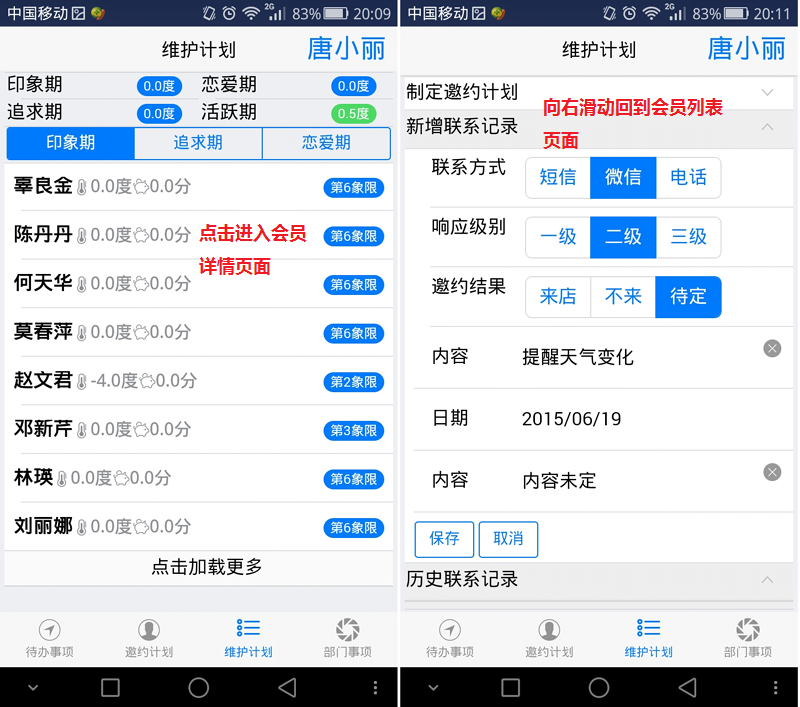 中国移动 2G 83% 20:09
维护计划 唐小丽
印象期 0.0度 恋爱期 0.0度
追求期 0.0度 活跃期 0.5度
印象期 追求期 恋爱期
辜良金 0.0度 0.0分 第6象限
陈丹丹 0.0度 0.0分 第6象限
点击进入会员
详情页面
何天华 0.0度 0.0分 第6象限
莫春萍 0.0度 0.0分 第6象限
赵文君 -4.0度 0.0分 第2象限
邓新芹 0.0度 0.0分 第3象限
林瑛 0.0度 0.0分 第6象限
刘丽娜 0.0度 0.0分 第6象限
点击加载更多
待办事项 邀约计划 维护计划 部门事项
中国移动 2G 83% 20:11
维护计划 唐小丽
制定邀约计划
向右滑动回到会员列表
页面
新增联系记录
联系方式 短信 微信 电话
响应级别 一级 二级 三级
邀约结果 来店 不来 待定
内容 提醒天气变化
日期 2015/06/19
内容 内容未定
保存 取消
历史联系记录
待办事项 邀约计划 维护计划 部门事项